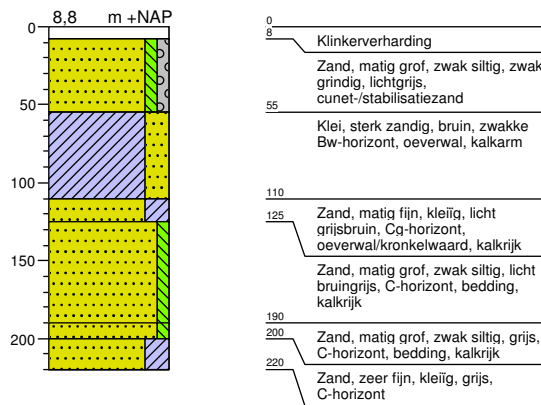 8,8 m +NAP
0
50
100
150
200
0
8
Klinkerverharding
Zand, matig grof, zwak siltig, zwak
grindig, lichtgrijs,
cunet-/stabilisatiezand
55
Klei, sterk zandig, bruin, zwakke
Bw-horizont, oeverwal, kalkarm
110
125
Zand, matig fijn, kleiïg, licht
grijsbruin, Cg-horizont,
oeverwal/kronkelwaard, kalkrijk
Zand, matig grof, zwak siltig, licht
bruingrijs, C-horizont, bedding,
kalkrijk
190
200
Zand, matig grof, zwak siltig, grijs,
C-horizont, bedding, kalkrijk
220
Zand, zeer fijn, kleiïg, grijs,
C-horizont